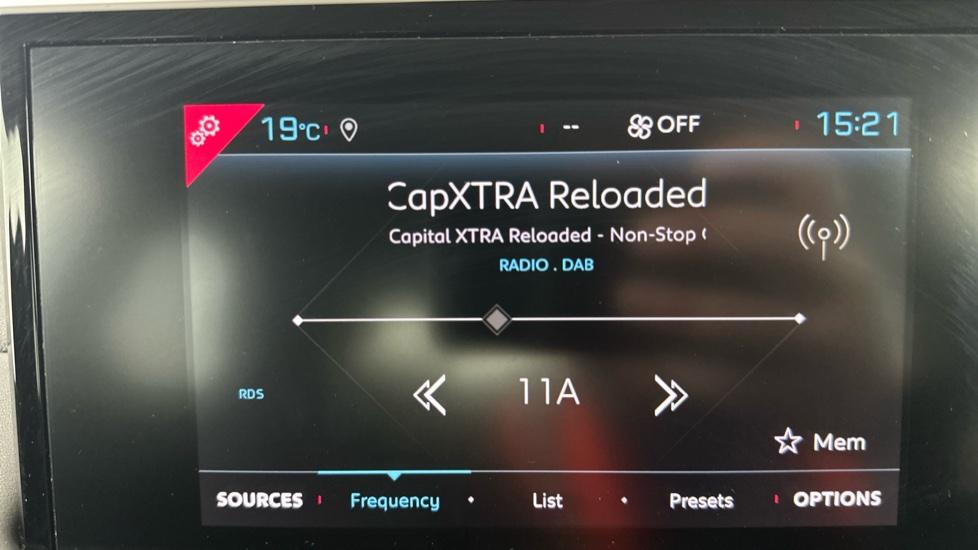 19°C -- OFF 15:21
CapXTRA Reloaded
Capital XTRA Reloaded - Non-Stop
RADIO . DAB
11A
RDS
Mem
SOURCES Frequency List Presets OPTIONS